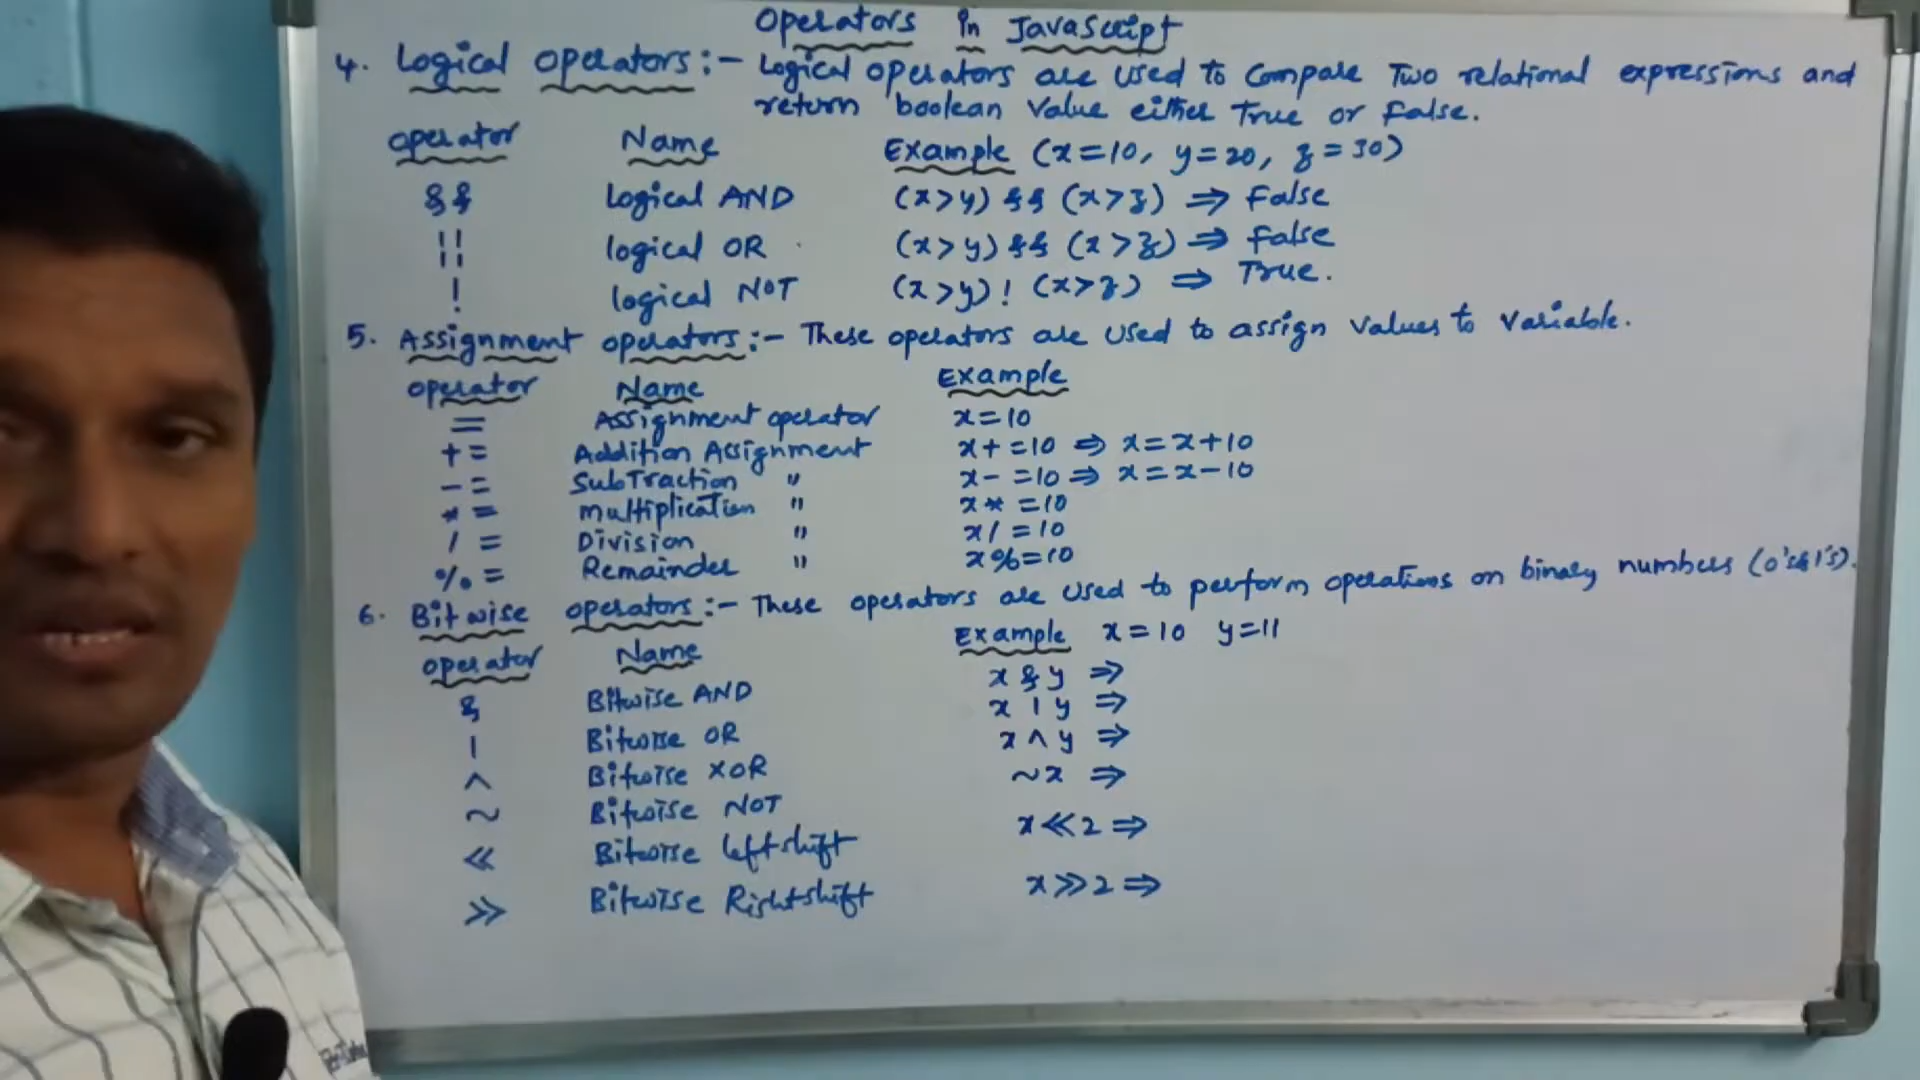 Operators in JavaScript
4. Logical operators:- Logical operators are used to compare Two relational expressions and
return boolean value either True or False.
operator Name Example (x=10, y=20, z=30)
&& logical AND (x>y) && (x>z) ⇒ False
|| logical OR (x>y) && (x>z) ⇒ False
! logical NOT (x>y) ! (x>z) ⇒ True.
5. Assignment operators:- These operators are used to assign values to variable.
operator Name Example
= Assignment operator x=10
+= Addition Assignment x+=10 ⇒ x=x+10
-= SubTraction " x-=10 ⇒ x=x-10
*= multiplication " x*=10
/= Division " x/=10
%= Remainder " x%=10
6. Bitwise operators:- These operators are used to perform operations on binary numbers (0's&1's).
operator Name Example x=10 y=11
& Bitwise AND x & y ⇒
| Bitwise OR x | y ⇒
^ Bitwise XOR x ^ y ⇒
~ Bitwise NOT ~x ⇒
<< Bitwise Leftshift x<<2 ⇒
>> Bitwise Rightshift x>>2 ⇒